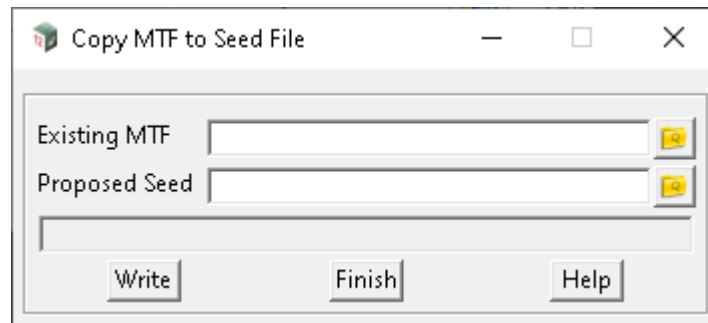 Copy MTF to Seed File
Existing MTF
Proposed Seed
Write Finish Help